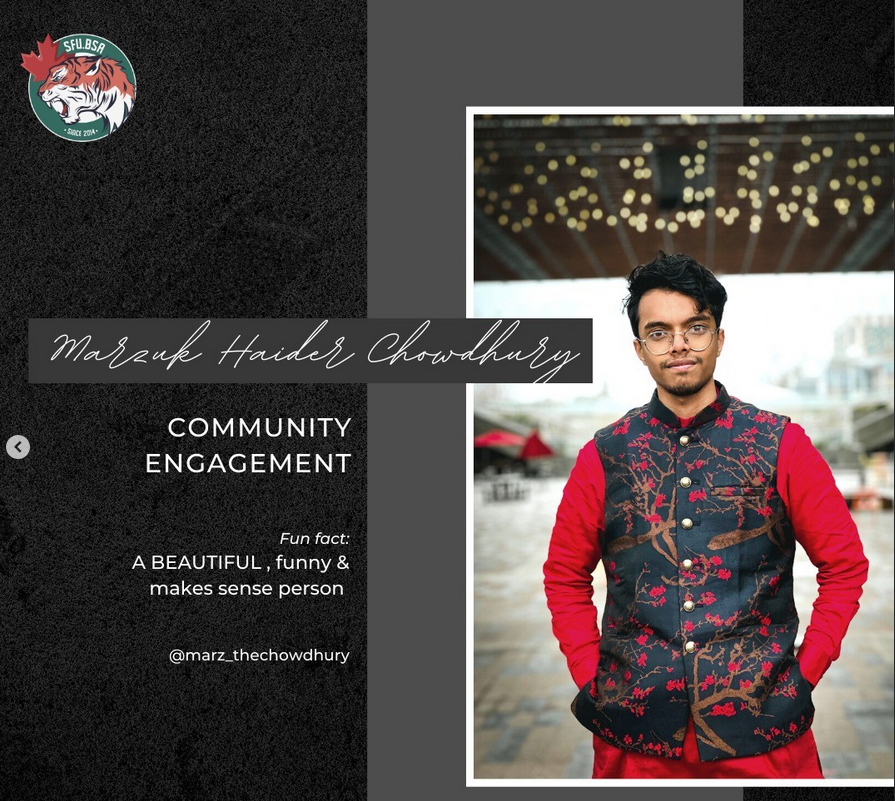 SFU.BSA
• SINCE 2014 •
Marzuk Haider Chowdhury
COMMUNITY
ENGAGEMENT
Fun fact:
A BEAUTIFUL , funny &
makes sense person
@marz_thechowdhury